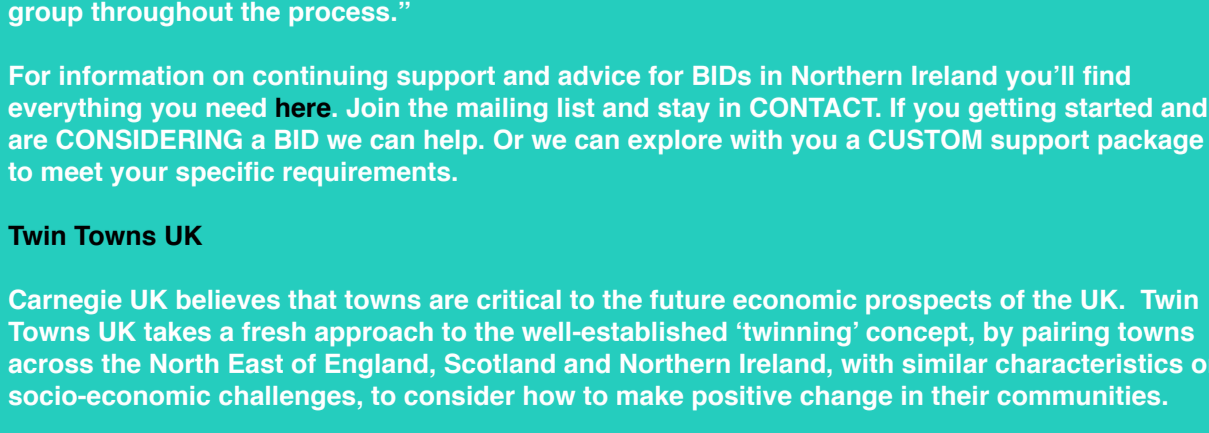 group throughout the process.”
For information on continuing support and advice for BIDs in Northern Ireland you’ll find
everything you need here. Join the mailing list and stay in CONTACT. If you getting started and
are CONSIDERING a BID we can help. Or we can explore with you a CUSTOM support package
to meet your specific requirements.
Twin Towns UK
Carnegie UK believes that towns are critical to the future economic prospects of the UK.  Twin
Towns UK takes a fresh approach to the well-established ‘twinning’ concept, by pairing towns
across the North East of England, Scotland and Northern Ireland, with similar characteristics
socio-economic challenges, to consider how to make positive change in their communities.